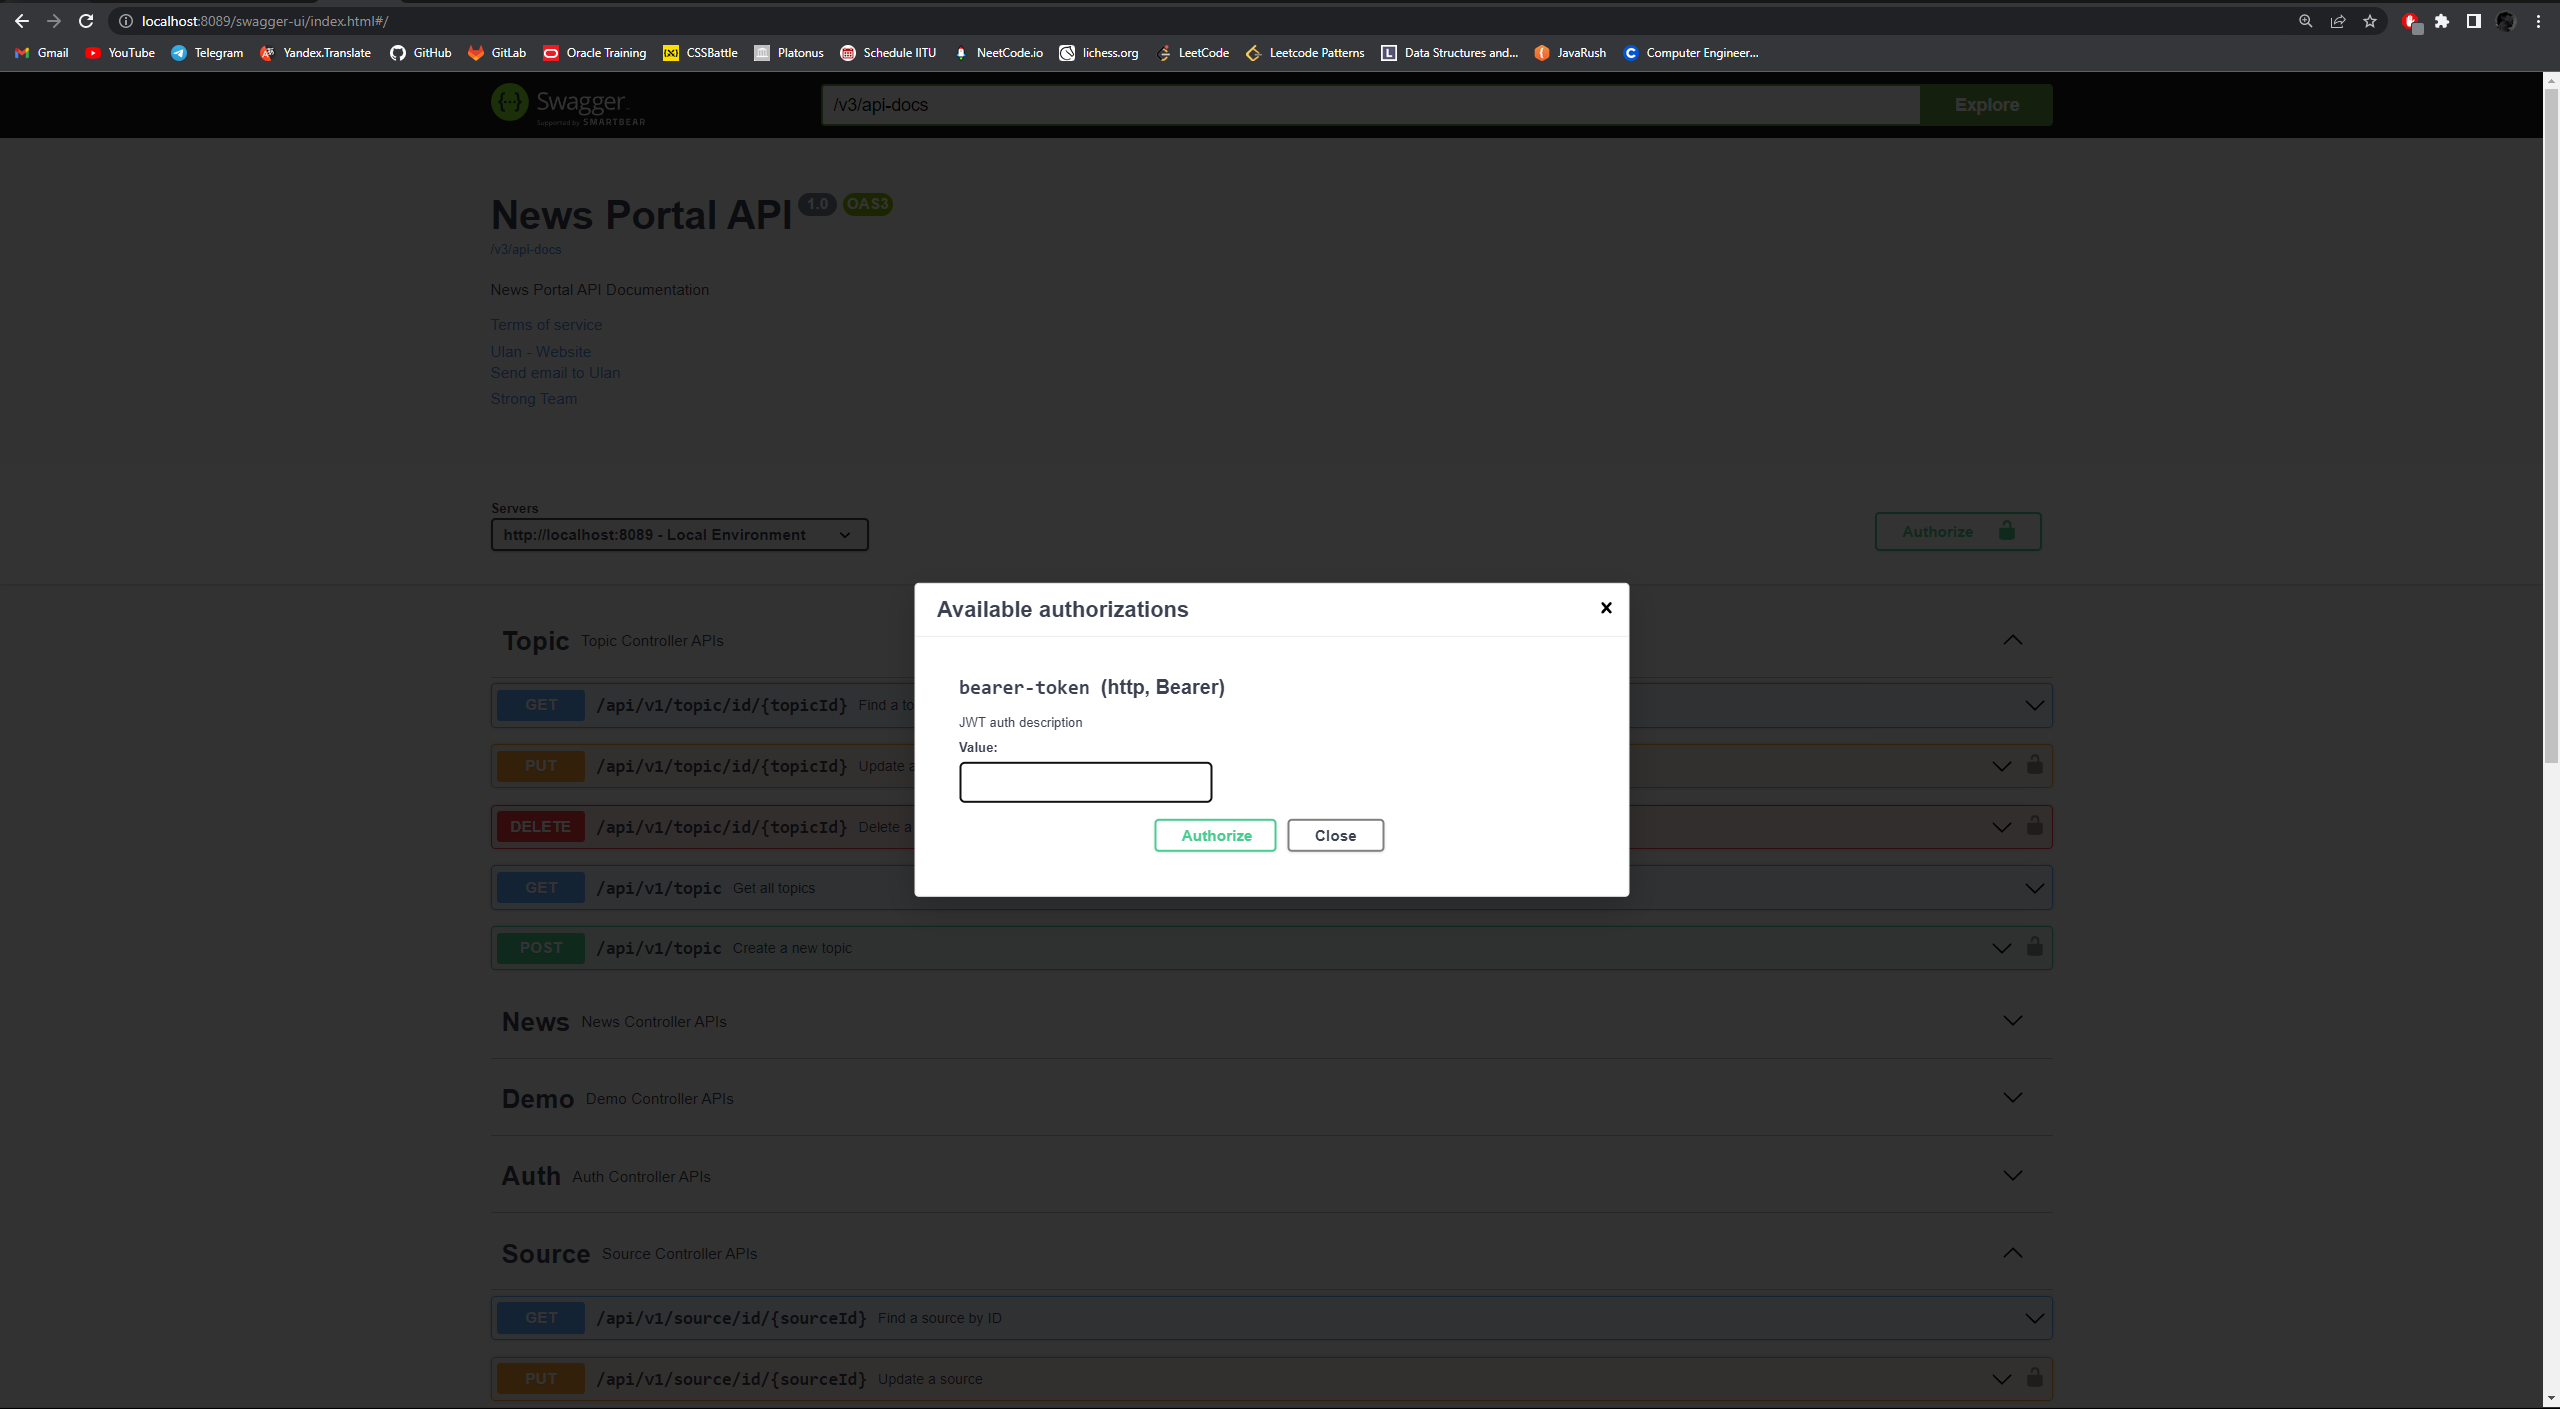 localhost:8089/swagger-ui/index.html#/
Gmail YouTube Telegram Yandex.Translate GitHub GitLab Oracle Training CSSBattle Platonus Schedule IITU NeetCode.io lichess.org LeetCode Leetcode Patterns Data Structures and... JavaRush Computer Engineer...
Swagger
Supported by SMARTBEAR
/v3/api-docs
Explore
News Portal API 1.0 OAS3
/v3/api-docs
News Portal API Documentation
Terms of service
Ulan - Website
Send email to Ulan
Strong Team
Servers
http://localhost:8089 - Local Environment
Authorize
Available authorizations
bearer-token (http, Bearer)
JWT auth description
Value:
Authorize
Close
Topic Topic Controller APIs
GET /api/v1/topic/id/{topicId} Find a to
PUT /api/v1/topic/id/{topicId} Update a
DELETE /api/v1/topic/id/{topicId} Delete a
GET /api/v1/topic Get all topics
POST /api/v1/topic Create a new topic
News News Controller APIs
Demo Demo Controller APIs
Auth Auth Controller APIs
Source Source Controller APIs
GET /api/v1/source/id/{sourceId} Find a source by ID
PUT /api/v1/source/id/{sourceId} Update a source